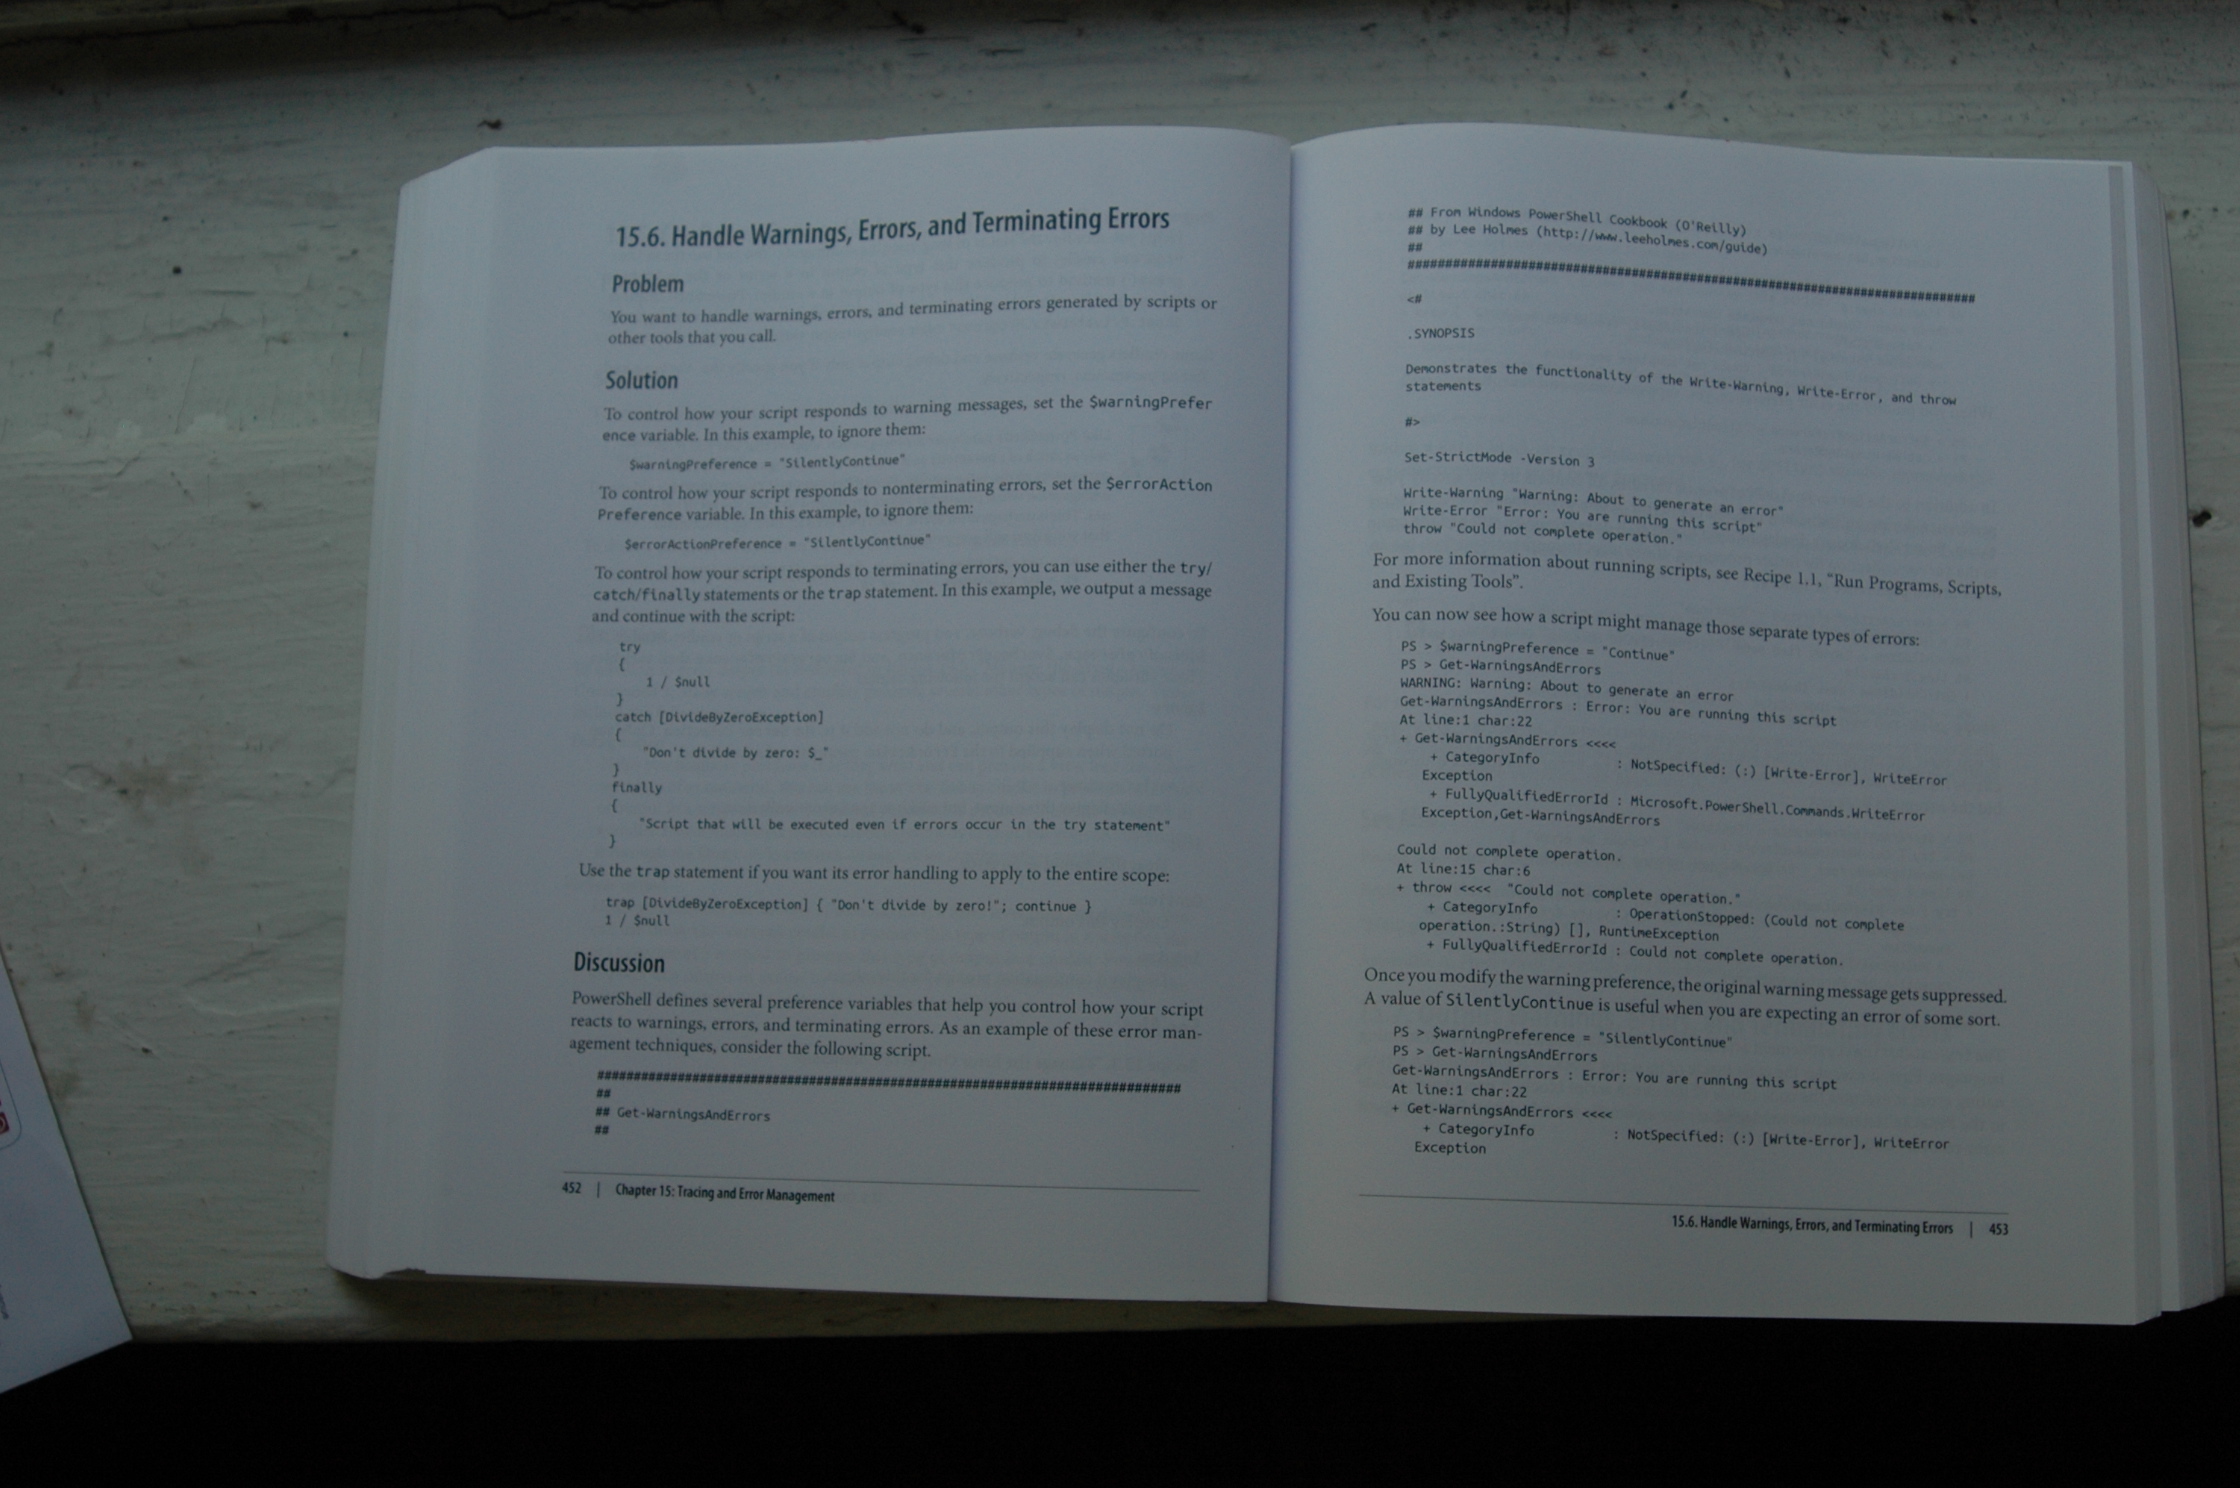 15.6. Handle Warnings, Errors, and Terminating Errors
Problem
You want to handle warnings, errors, and terminating errors generated by scripts or
other tools that you call.
Solution
To control how your script responds to warning messages, set the $warningPrefer
ence variable. In this example, to ignore them:
$warningPreference = "SilentlyContinue"
To control how your script responds to nonterminating errors, set the $errorAction
Preference variable. In this example, to ignore them:
$errorActionPreference = "SilentlyContinue"
To control how your script responds to terminating errors, you can use either the try/
catch/finally statements or the trap statement. In this example, we output a message
and continue with the script:
try
{
1 / $null
}
catch [DivideByZeroException]
{
"Don't divide by zero: $_"
}
finally
{
"Script that will be executed even if errors occur in the try statement"
}
Use the trap statement if you want its error handling to apply to the entire scope:
trap [DivideByZeroException] { "Don't divide by zero!"; continue }
1 / $null
Discussion
PowerShell defines several preference variables that help you control how your script
reacts to warnings, errors, and terminating errors. As an example of these error man-
agement techniques, consider the following script.
##############################################################################
##
## Get-WarningsAndErrors
##
452 | Chapter 15: Tracing and Error Management
## From Windows PowerShell Cookbook (O'Reilly)
## by Lee Holmes (http://www.leeholmes.com/guide)
##
##############################################################################
<#
.SYNOPSIS
Demonstrates the functionality of the Write-Warning, Write-Error, and throw
statements
#>
Set-StrictMode -Version 3
Write-Warning "Warning: About to generate an error"
Write-Error "Error: You are running this script"
throw "Could not complete operation."
For more information about running scripts, see Recipe 1.1, “Run Programs, Scripts,
and Existing Tools”.
You can now see how a script might manage those separate types of errors:
PS > $warningPreference = "Continue"
PS > Get-WarningsAndErrors
WARNING: Warning: About to generate an error
Get-WarningsAndErrors : Error: You are running this script
At line:1 char:22
+ Get-WarningsAndErrors <<<<
+ CategoryInfo : NotSpecified: (:) [Write-Error], WriteError
Exception
+ FullyQualifiedErrorId : Microsoft.PowerShell.Commands.WriteError
Exception,Get-WarningsAndErrors
Could not complete operation.
At line:15 char:6
+ throw <<<< "Could not complete operation."
+ CategoryInfo : OperationStopped: (Could not complete
operation.:String) [], RuntimeException
+ FullyQualifiedErrorId : Could not complete operation.
Once you modify the warning preference, the original warning message gets suppressed.
A value of SilentlyContinue is useful when you are expecting an error of some sort.
PS > $warningPreference = "SilentlyContinue"
PS > Get-WarningsAndErrors
Get-WarningsAndErrors : Error: You are running this script
At line:1 char:22
+ Get-WarningsAndErrors <<<<
+ CategoryInfo : NotSpecified: (:) [Write-Error], WriteError
Exception
15.6. Handle Warnings, Errors, and Terminating Errors | 453